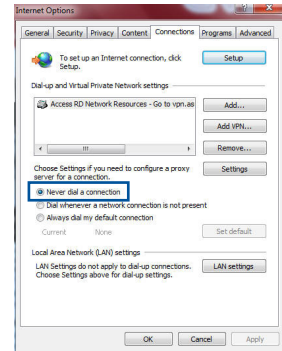 Internet Options
General Security Privacy Content Connections Programs Advanced
To set up an Internet connection, click Setup.
Setup
Dial-up and Virtual Private Network settings
Access RD Network Resources - Go to vpn.as
Add...
Add VPN...
Remove...
Choose Settings if you need to configure a proxy
server for a connection.
Settings
Never dial a connection
Dial whenever a network connection is not present
Always dial my default connection
Current None
Set default
Local Area Network (LAN) settings
LAN Settings do not apply to dial-up connections.
Choose Settings above for dial-up settings.
LAN settings
OK Cancel Apply